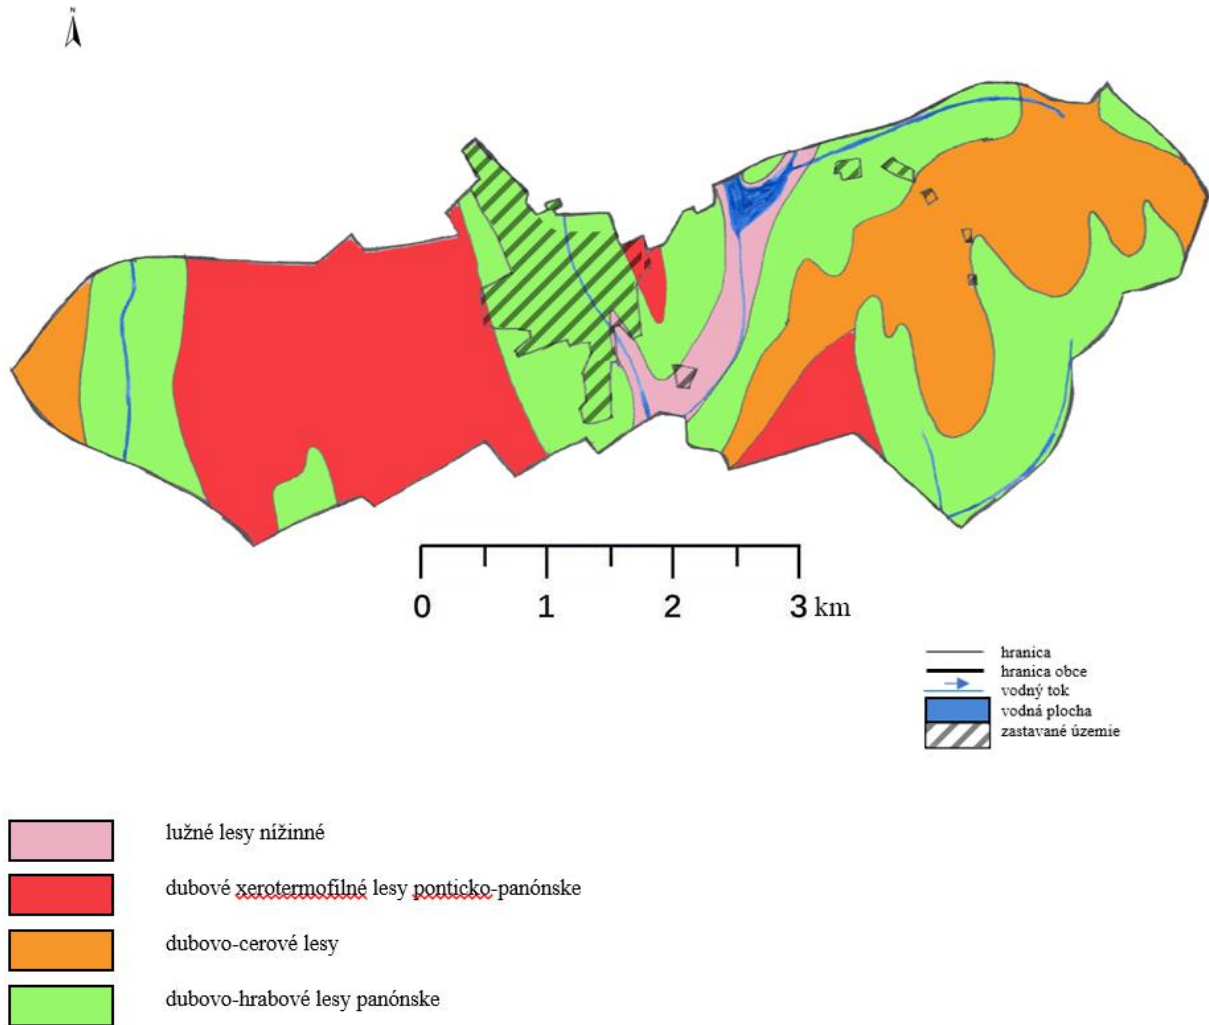 N
0 1 2 3 km
hranica
hranica obce
vodný tok
vodná plocha
zastavané územie
lužné lesy nížinné
dubové xerotermofilné lesy ponticko-panónske
dubovo-cerové lesy
dubovo-hrabové lesy panónske